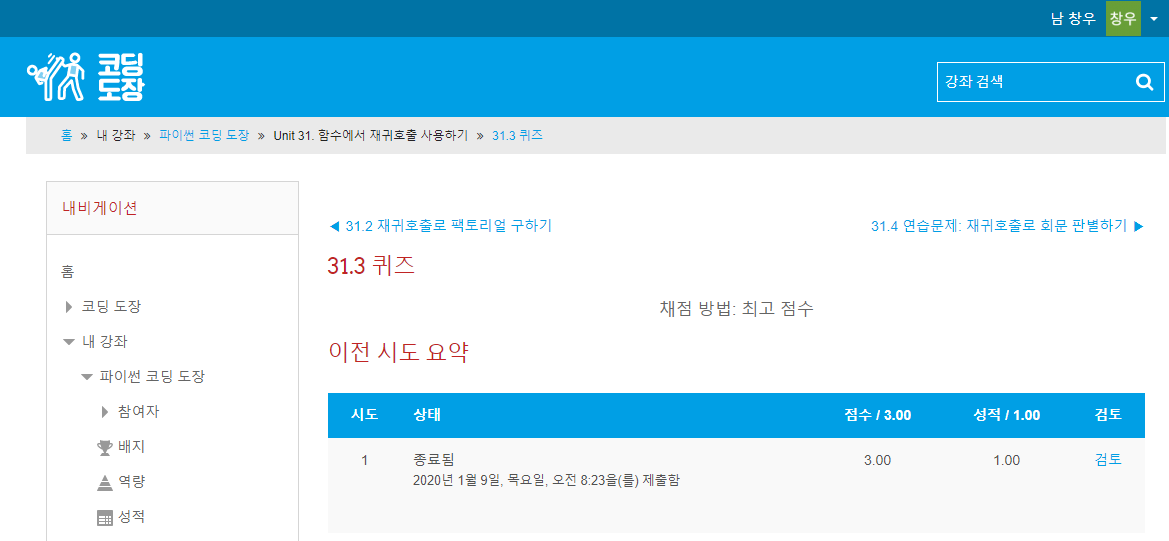 남 창우 창우
코딩
도장
강좌 검색
홈 » 내 강좌 » 파이썬 코딩 도장 » Unit 31. 함수에서 재귀호출 사용하기 » 31.3 퀴즈
내비게이션
홈
코딩 도장
내 강좌
파이썬 코딩 도장
참여자
배지
역량
성적
◀ 31.2 재귀호출로 팩토리얼 구하기
31.4 연습문제: 재귀호출로 회문 판별하기 ▶
31.3 퀴즈
채점 방법: 최고 점수
이전 시도 요약
시도 상태 점수 / 3.00 성적 / 1.00 검토
1 종료됨 3.00 1.00 검토
2020년 1월 9일, 목요일, 오전 8:23을(를) 제출함